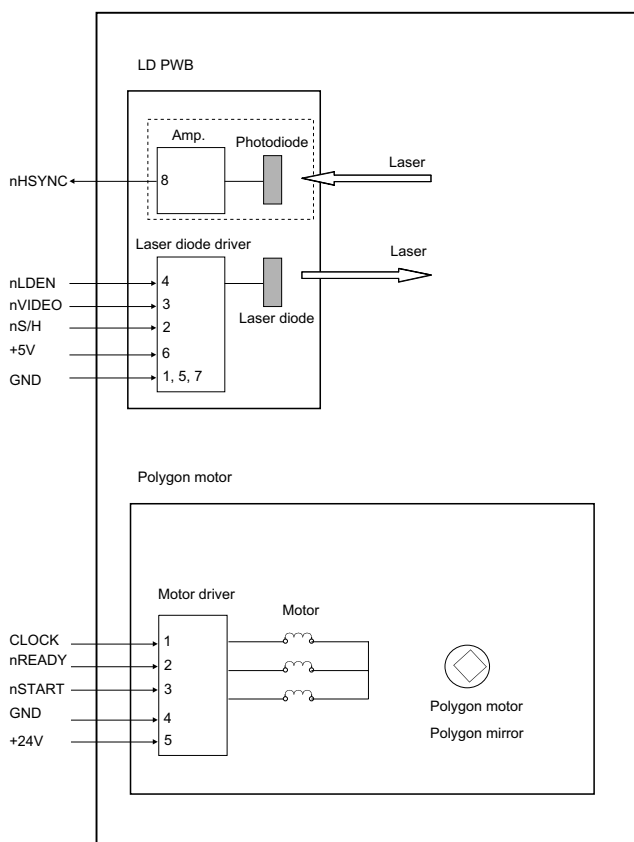 LD PWB
Amp.
Photodiode
Laser
nHSYNC
8
Laser diode driver
Laser
nLDEN
4
nVIDEO
3
Laser diode
nS/H
2
+5V
6
GND
1, 5, 7
Polygon motor
Motor driver
Motor
CLOCK
1
nREADY
2
nSTART
3
GND
4
+24V
5
Polygon motor
Polygon mirror